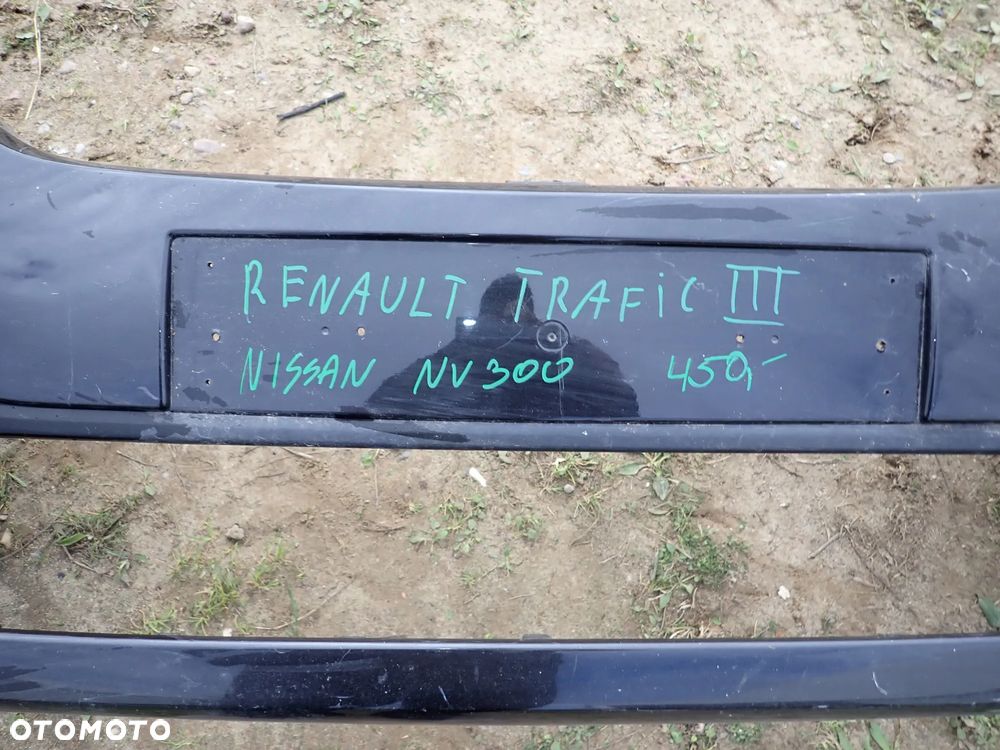 RENAULT TRAFIC III
NISSAN NV300 450,-
OTOMOTO